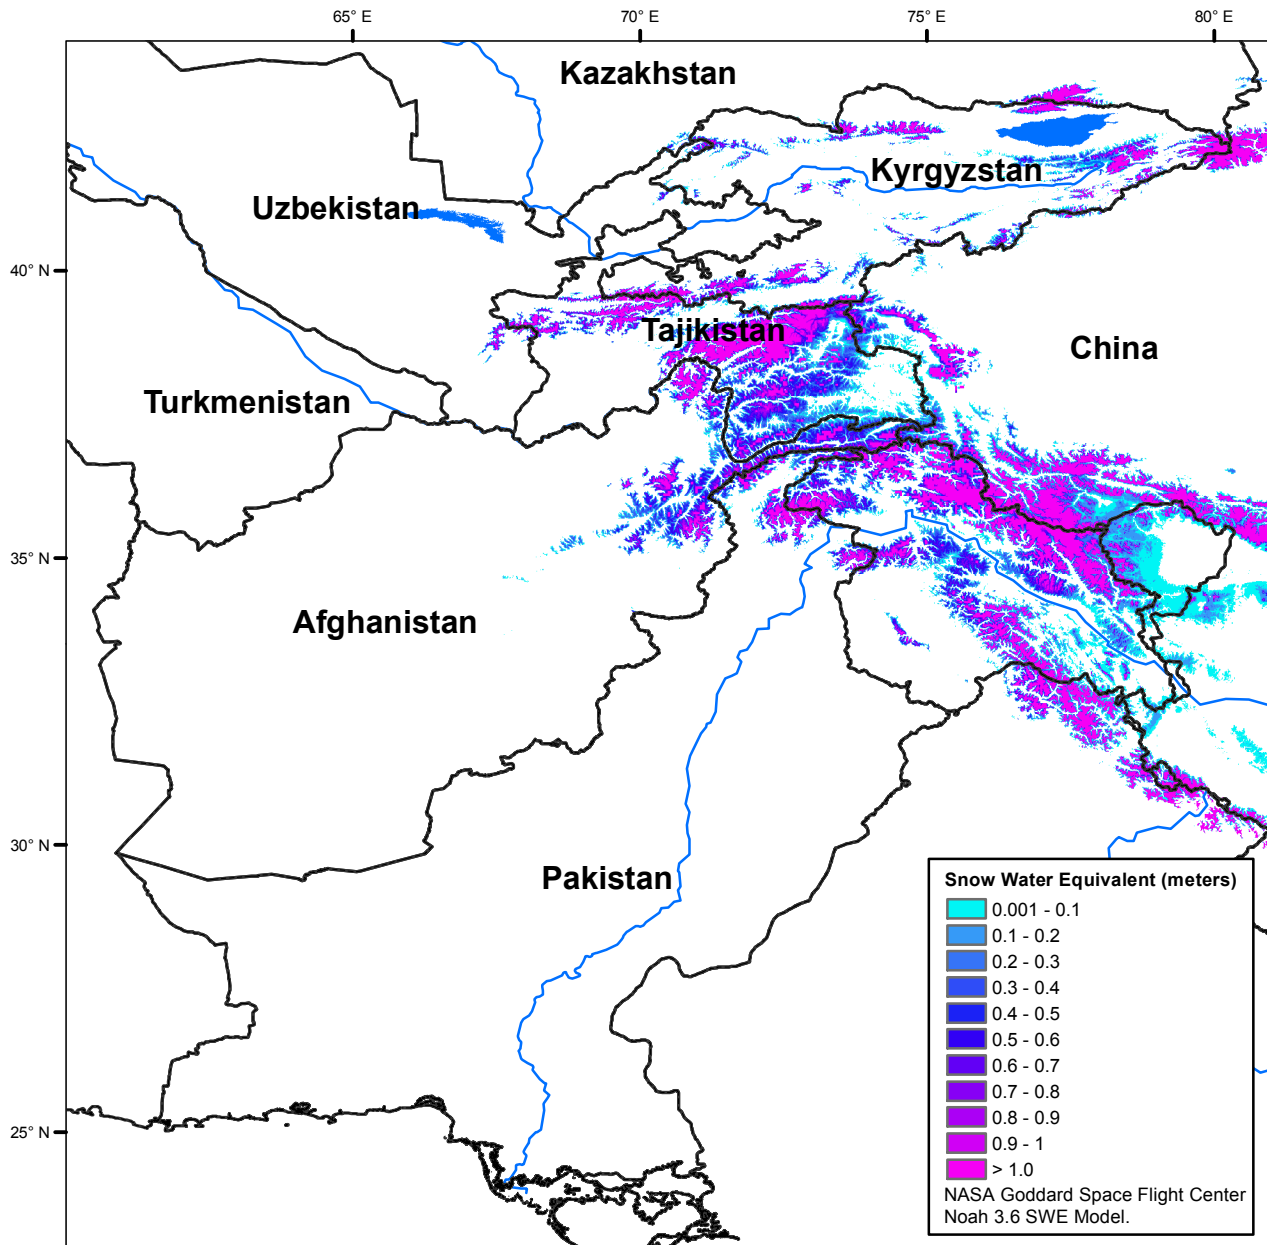 65° E
70° E
75° E
80° E
Kazakhstan
Kyrgyzstan
Uzbekistan
40° N
Tajikistan
China
Turkmenistan
35° N
Afghanistan
30° N
Pakistan
25° N
Snow Water Equivalent (meters)
0.001 - 0.1
0.1 - 0.2
0.2 - 0.3
0.3 - 0.4
0.4 - 0.5
0.5 - 0.6
0.6 - 0.7
0.7 - 0.8
0.8 - 0.9
0.9 - 1
> 1.0
NASA Goddard Space Flight Center
Noah 3.6 SWE Model.